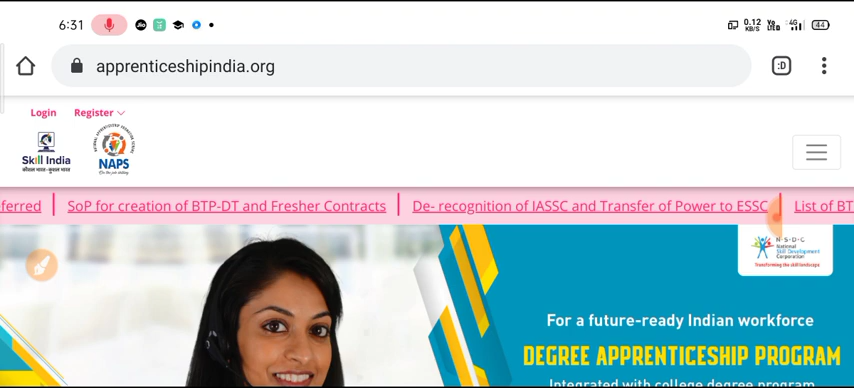 6:31 Jio 0.12 KB/S Vo LTE 4G 44
apprenticeshipindia.org :D
Login Register
Skill India
कौशल भारत-कुशल भारत
NAPS
ferred SoP for creation of BTP-DT and Fresher Contracts De- recognition of IASSC and Transfer of Power to ESSC List of BT
N·S·D·C
National
Skill Development
Corporation
Transforming the skill landscape
For a future-ready Indian workforce
DEGREE APPRENTICESHIP PROGRAM
Integrated with college degree program